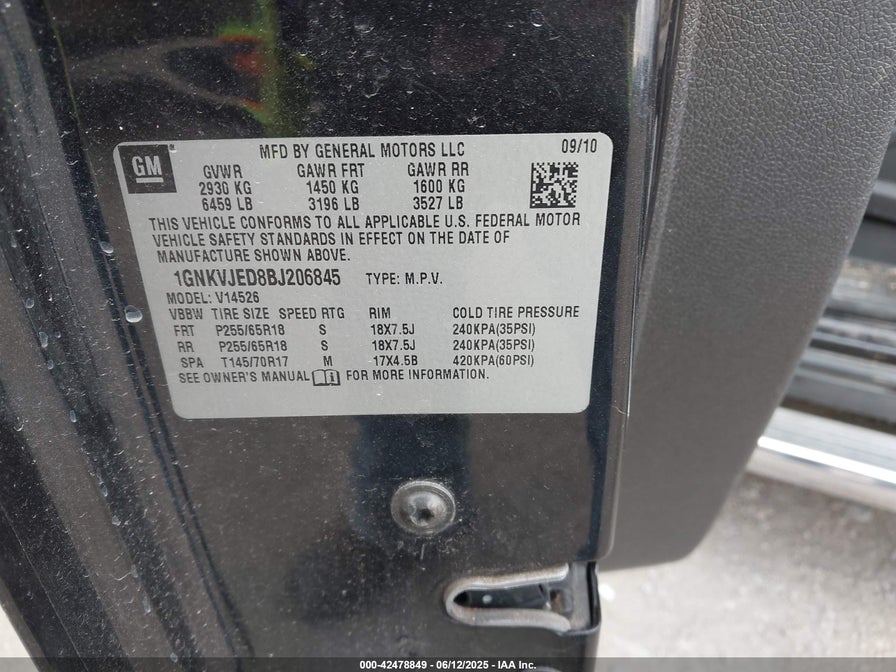 GM
MFD BY GENERAL MOTORS LLC 09/10
GVWR GAWR FRT GAWR RR
2930 KG 1450 KG 1600 KG
6459 LB 3196 LB 3527 LB
THIS VEHICLE CONFORMS TO ALL APPLICABLE U.S. FEDERAL MOTOR
VEHICLE SAFETY STANDARDS IN EFFECT ON THE DATE OF
MANUFACTURE SHOWN ABOVE.
1GNKVJED8BJ206845 TYPE: M.P.V.
MODEL: V14526
VBBW TIRE SIZE SPEED RTG RIM COLD TIRE PRESSURE
FRT P255/65R18 S 18X7.5J 240KPA(35PSI)
RR P255/65R18 S 18X7.5J 240KPA(35PSI)
SPA T145/70R17 M 17X4.5B 420KPA(60PSI)
SEE OWNER'S MANUAL FOR MORE INFORMATION.
000-42478849 - 06/12/2025 - IAA Inc.